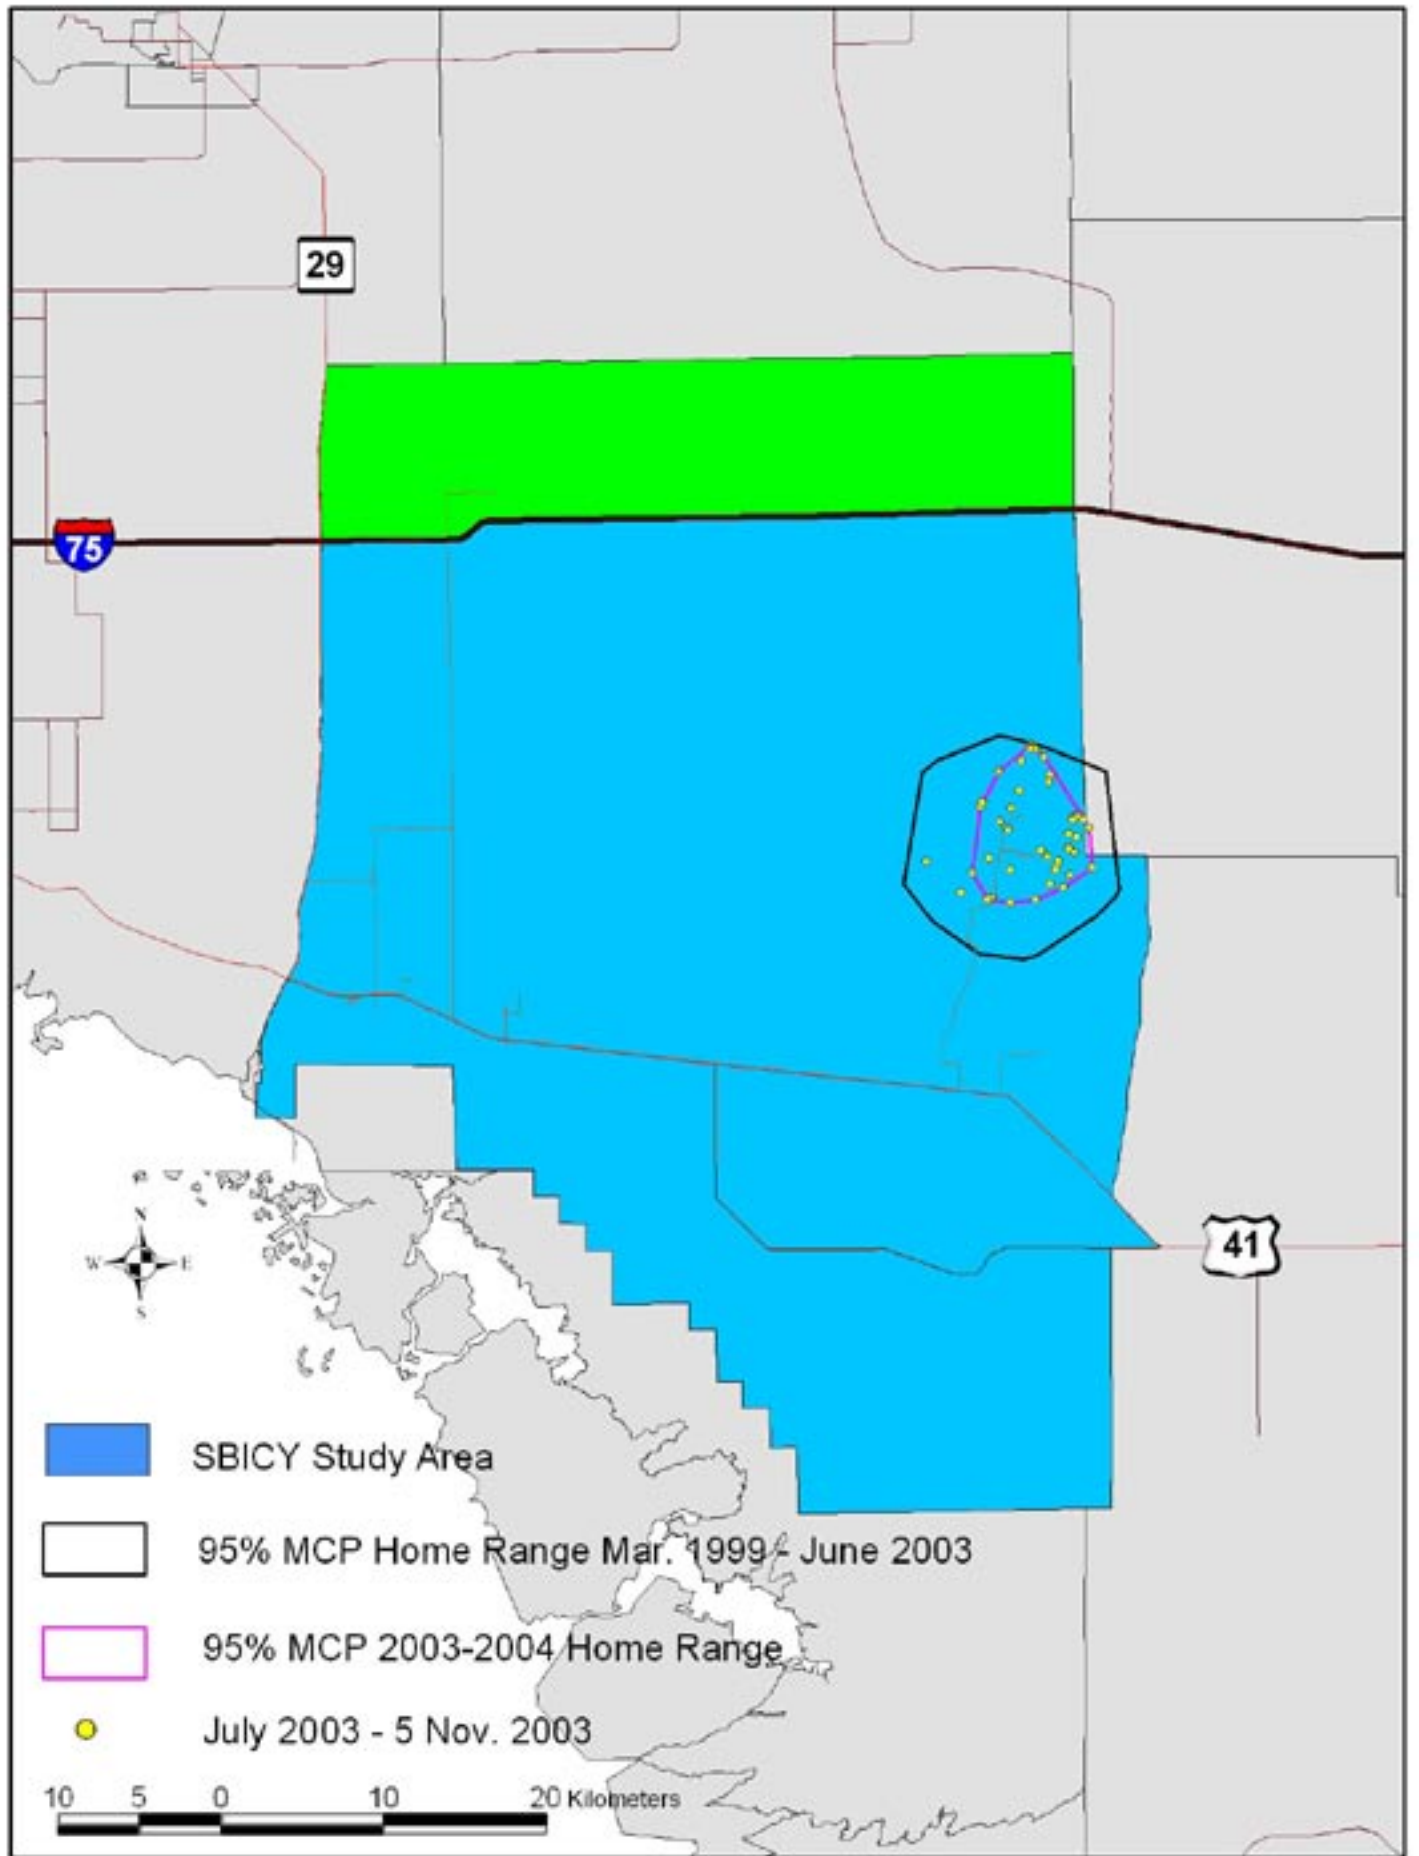 29
75
41
N
W E
S
SBICY Study Area
95% MCP Home Range Mar. 1999 - June 2003
95% MCP 2003-2004 Home Range
July 2003 - 5 Nov. 2003
10 5 0 10 20 Kilometers